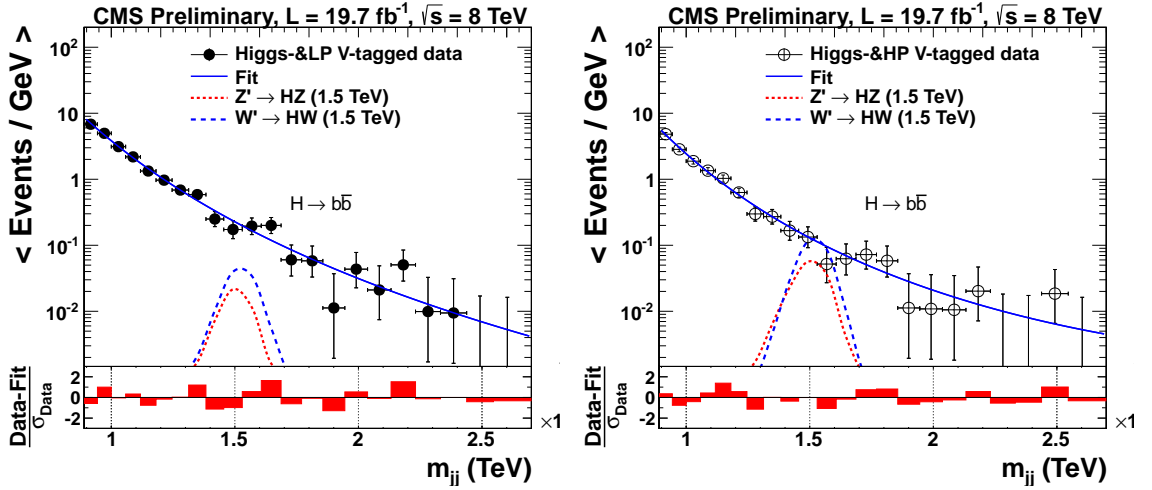 CMS Preliminary, L = 19.7 fb⁻¹, √s = 8 TeV
< Events / GeV >
10²
10
1
10⁻¹
10⁻²
Higgs-&LP V-tagged data
Fit
Z' → HZ (1.5 TeV)
W' → HW (1.5 TeV)
H → bb̅
Data-Fit
σData
2
0
-2
1
1.5
2
2.5
×1
mjj (TeV)
CMS Preliminary, L = 19.7 fb⁻¹, √s = 8 TeV
< Events / GeV >
10²
10
1
10⁻¹
10⁻²
Higgs-&HP V-tagged data
Fit
Z' → HZ (1.5 TeV)
W' → HW (1.5 TeV)
H → bb̅
Data-Fit
σData
2
0
-2
1
1.5
2
2.5
×1
mjj (TeV)